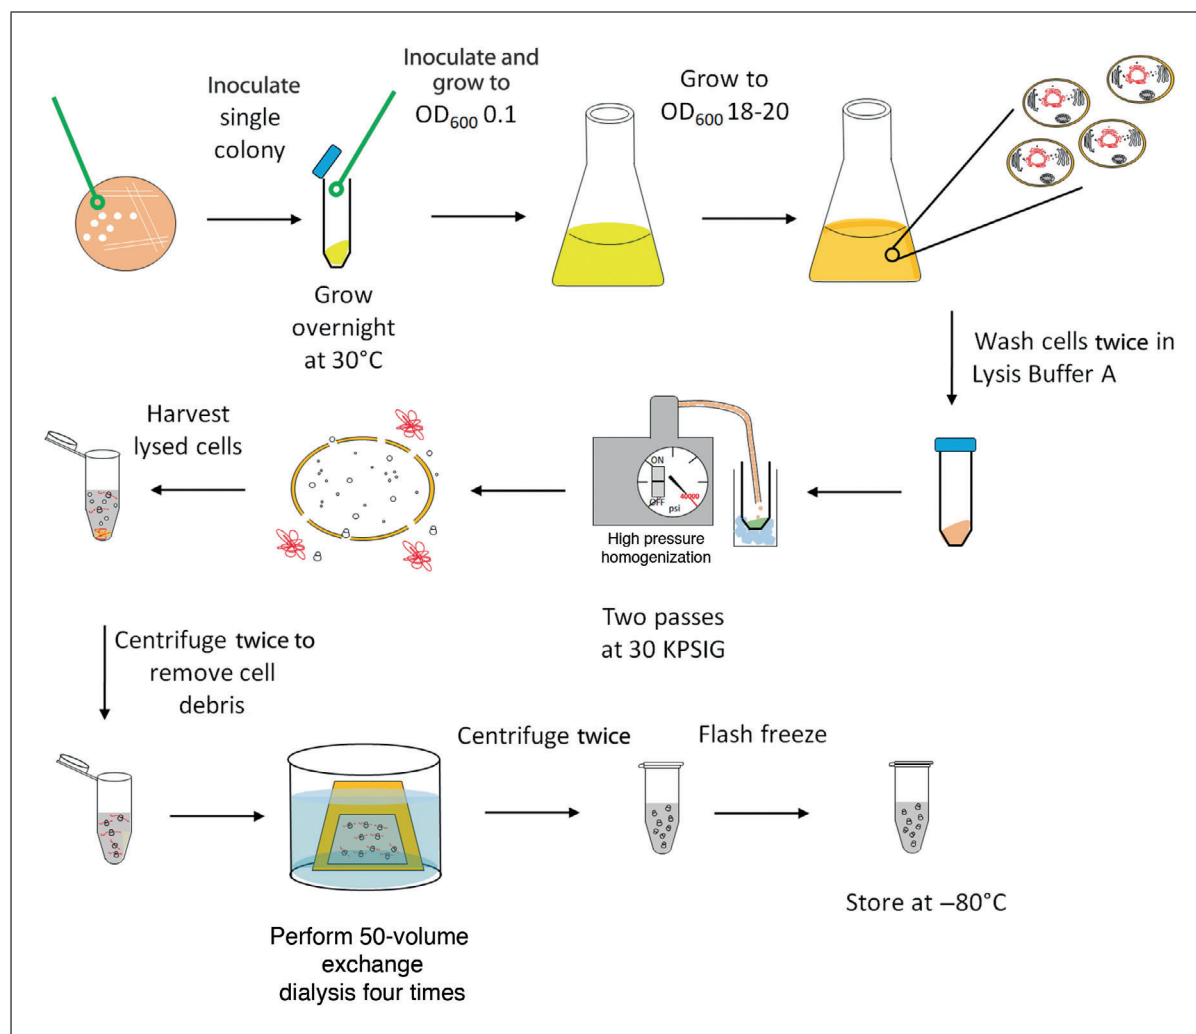 Inoculate
single
colony
Inoculate and
grow to
OD600 0.1
Grow to
OD600 18-20
Grow
overnight
at 30°C
Wash cells twice in
Lysis Buffer A
ON
OFF
40000
psi
High pressure
homogenization
Two passes
at 30 KPSIG
Harvest
lysed cells
Centrifuge twice to
remove cell
debris
Perform 50-volume
exchange
dialysis four times
Centrifuge twice
Flash freeze
Store at −80°C